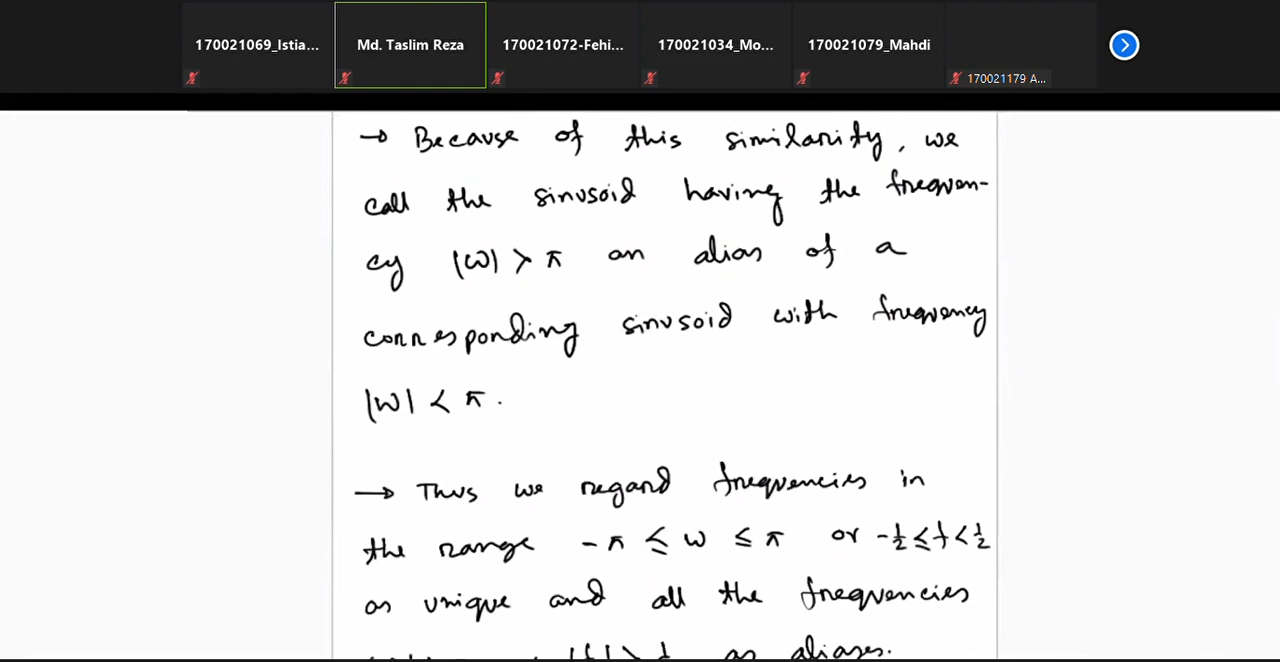 170021069_Istia...
Md. Taslim Reza
170021072-Fehi...
170021034_Mo...
170021079_Mahdi
170021179 A...
→ Because of this similarity, we
call the sinusoid having the frequen-
cy |ω| > π an alias of a
corresponding sinusoid with frequency
|ω| < π.
→ Thus we regard frequencies in
the range -π ≤ ω ≤ π or -½ ≤ f < ½
as unique and all the frequencies
as aliases.